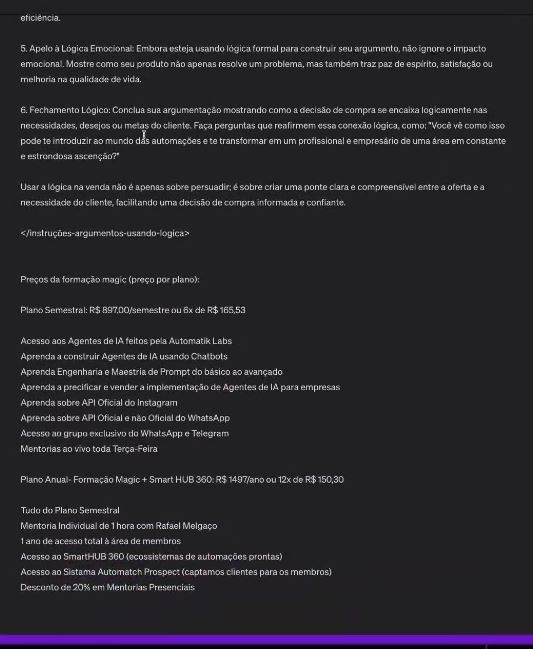 eficiência.
5. Apelo à Lógica Emocional: Embora esteja usando lógica formal para construir seu argumento, não ignore o impacto
emocional. Mostre como seu produto não apenas resolve um problema, mas também traz paz de espírito, satisfação ou
melhoria na qualidade de vida.
6. Fechamento Lógico: Conclua sua argumentação mostrando como a decisão de compra se encaixa logicamente nas
necessidades, desejos ou metas do cliente. Faça perguntas que reafirmem essa conexão lógica, como: "Você vê como isso
pode te introduzir ao mundo das automações e te transformar em um profissional e empresário de uma área em constante
e estrondosa ascenção?"
Usar a lógica na venda não é apenas sobre persuadir; é sobre criar uma ponte clara e compreensível entre a oferta e a
necessidade do cliente, facilitando uma decisão de compra informada e confiante.
</instruções-argumentos-usando-logica>
Preços da formação magic (preço por plano):
Plano Semestral: R$ 897,00/semestre ou 6x de R$ 165,53
Acesso aos Agentes de IA feitos pela Automatik Labs
Aprenda a construir Agentes de IA usando Chatbots
Aprenda Engenharia e Maestria de Prompt do básico ao avançado
Aprenda a precificar e vender a implementação de Agentes de IA para empresas
Aprenda sobre API Oficial do Instagram
Aprenda sobre API Oficial e não Oficial do WhatsApp
Acesso ao grupo exclusivo do WhatsApp e Telegram
Mentorias ao vivo toda Terça-Feira
Plano Anual- Formação Magic + Smart HUB 360: R$ 1497/ano ou 12x de R$ 150,30
Tudo do Plano Semestral
Mentoria Individual de 1 hora com Rafael Melgaço
1 ano de acesso total à área de membros
Acesso ao SmartHUB 360 (ecossistemas de automações prontas)
Acesso ao Sistama Automatch Prospect (captamos clientes para os membros)
Desconto de 20% em Mentorias Presenciais